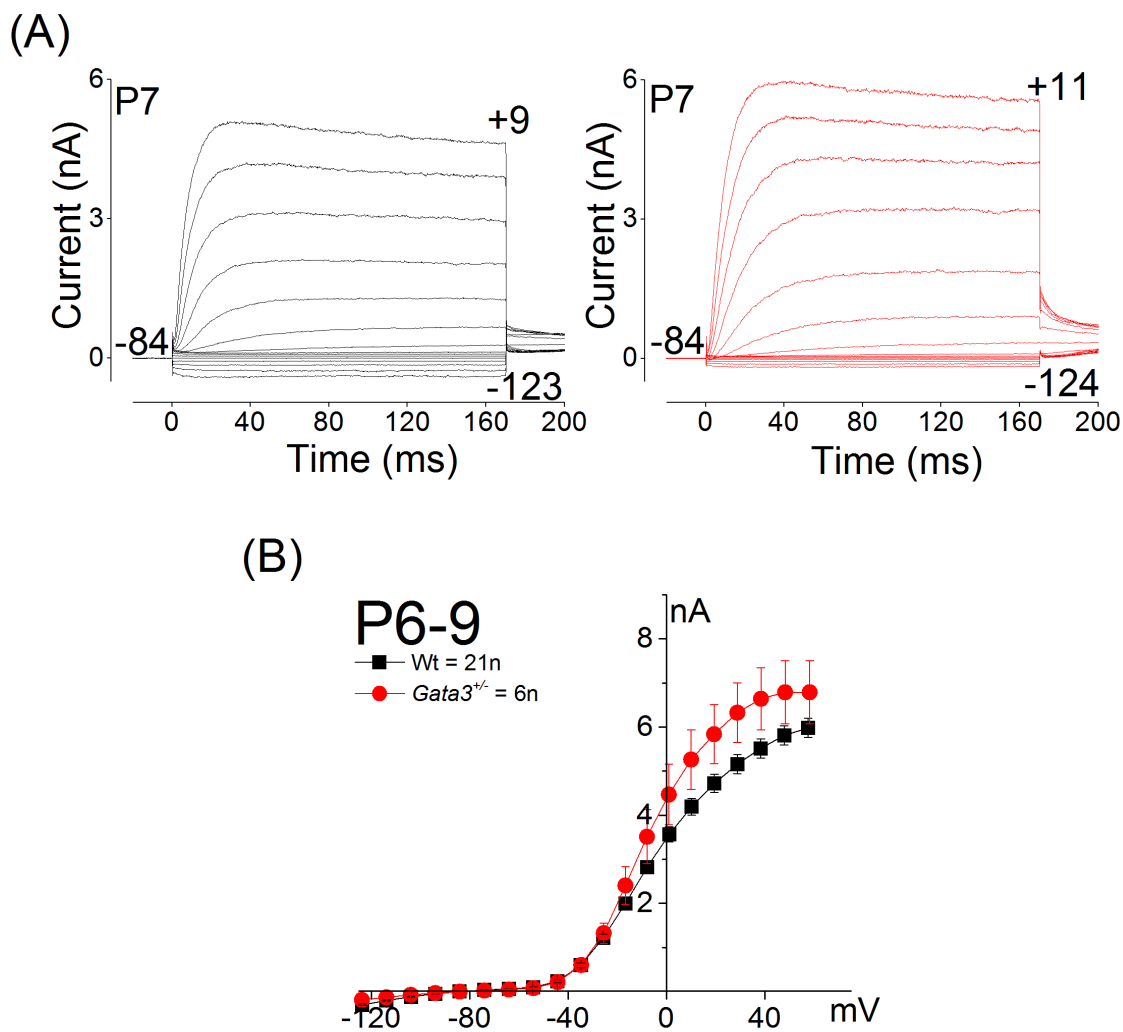 (A)
6
P7
+9
3
Current (nA)
-84
0
-123
0 40 80 120 160 200
Time (ms)
6
P7
+11
3
Current (nA)
-84
0
-124
0 40 80 120 160 200
Time (ms)
(B)
P6-9
Wt = 21n
Gata3+/- = 6n
nA
8
6
4
2
-120 -80 -40 0 40
mV